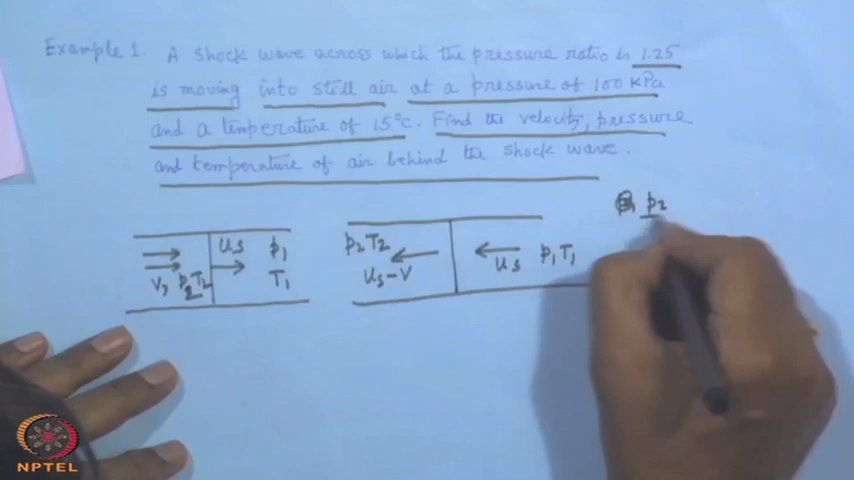 Example 1. A shock wave across which the pressure ratio is 1.25
is moving into still air at a pressure of 100 kPa
and a temperature of 15°C. Find the velocity, pressure
and temperature of air behind the shock wave.
p2
V, p2 T2 Us p1 T1
p2 T2 Us-V Us p1, T1
NPTEL